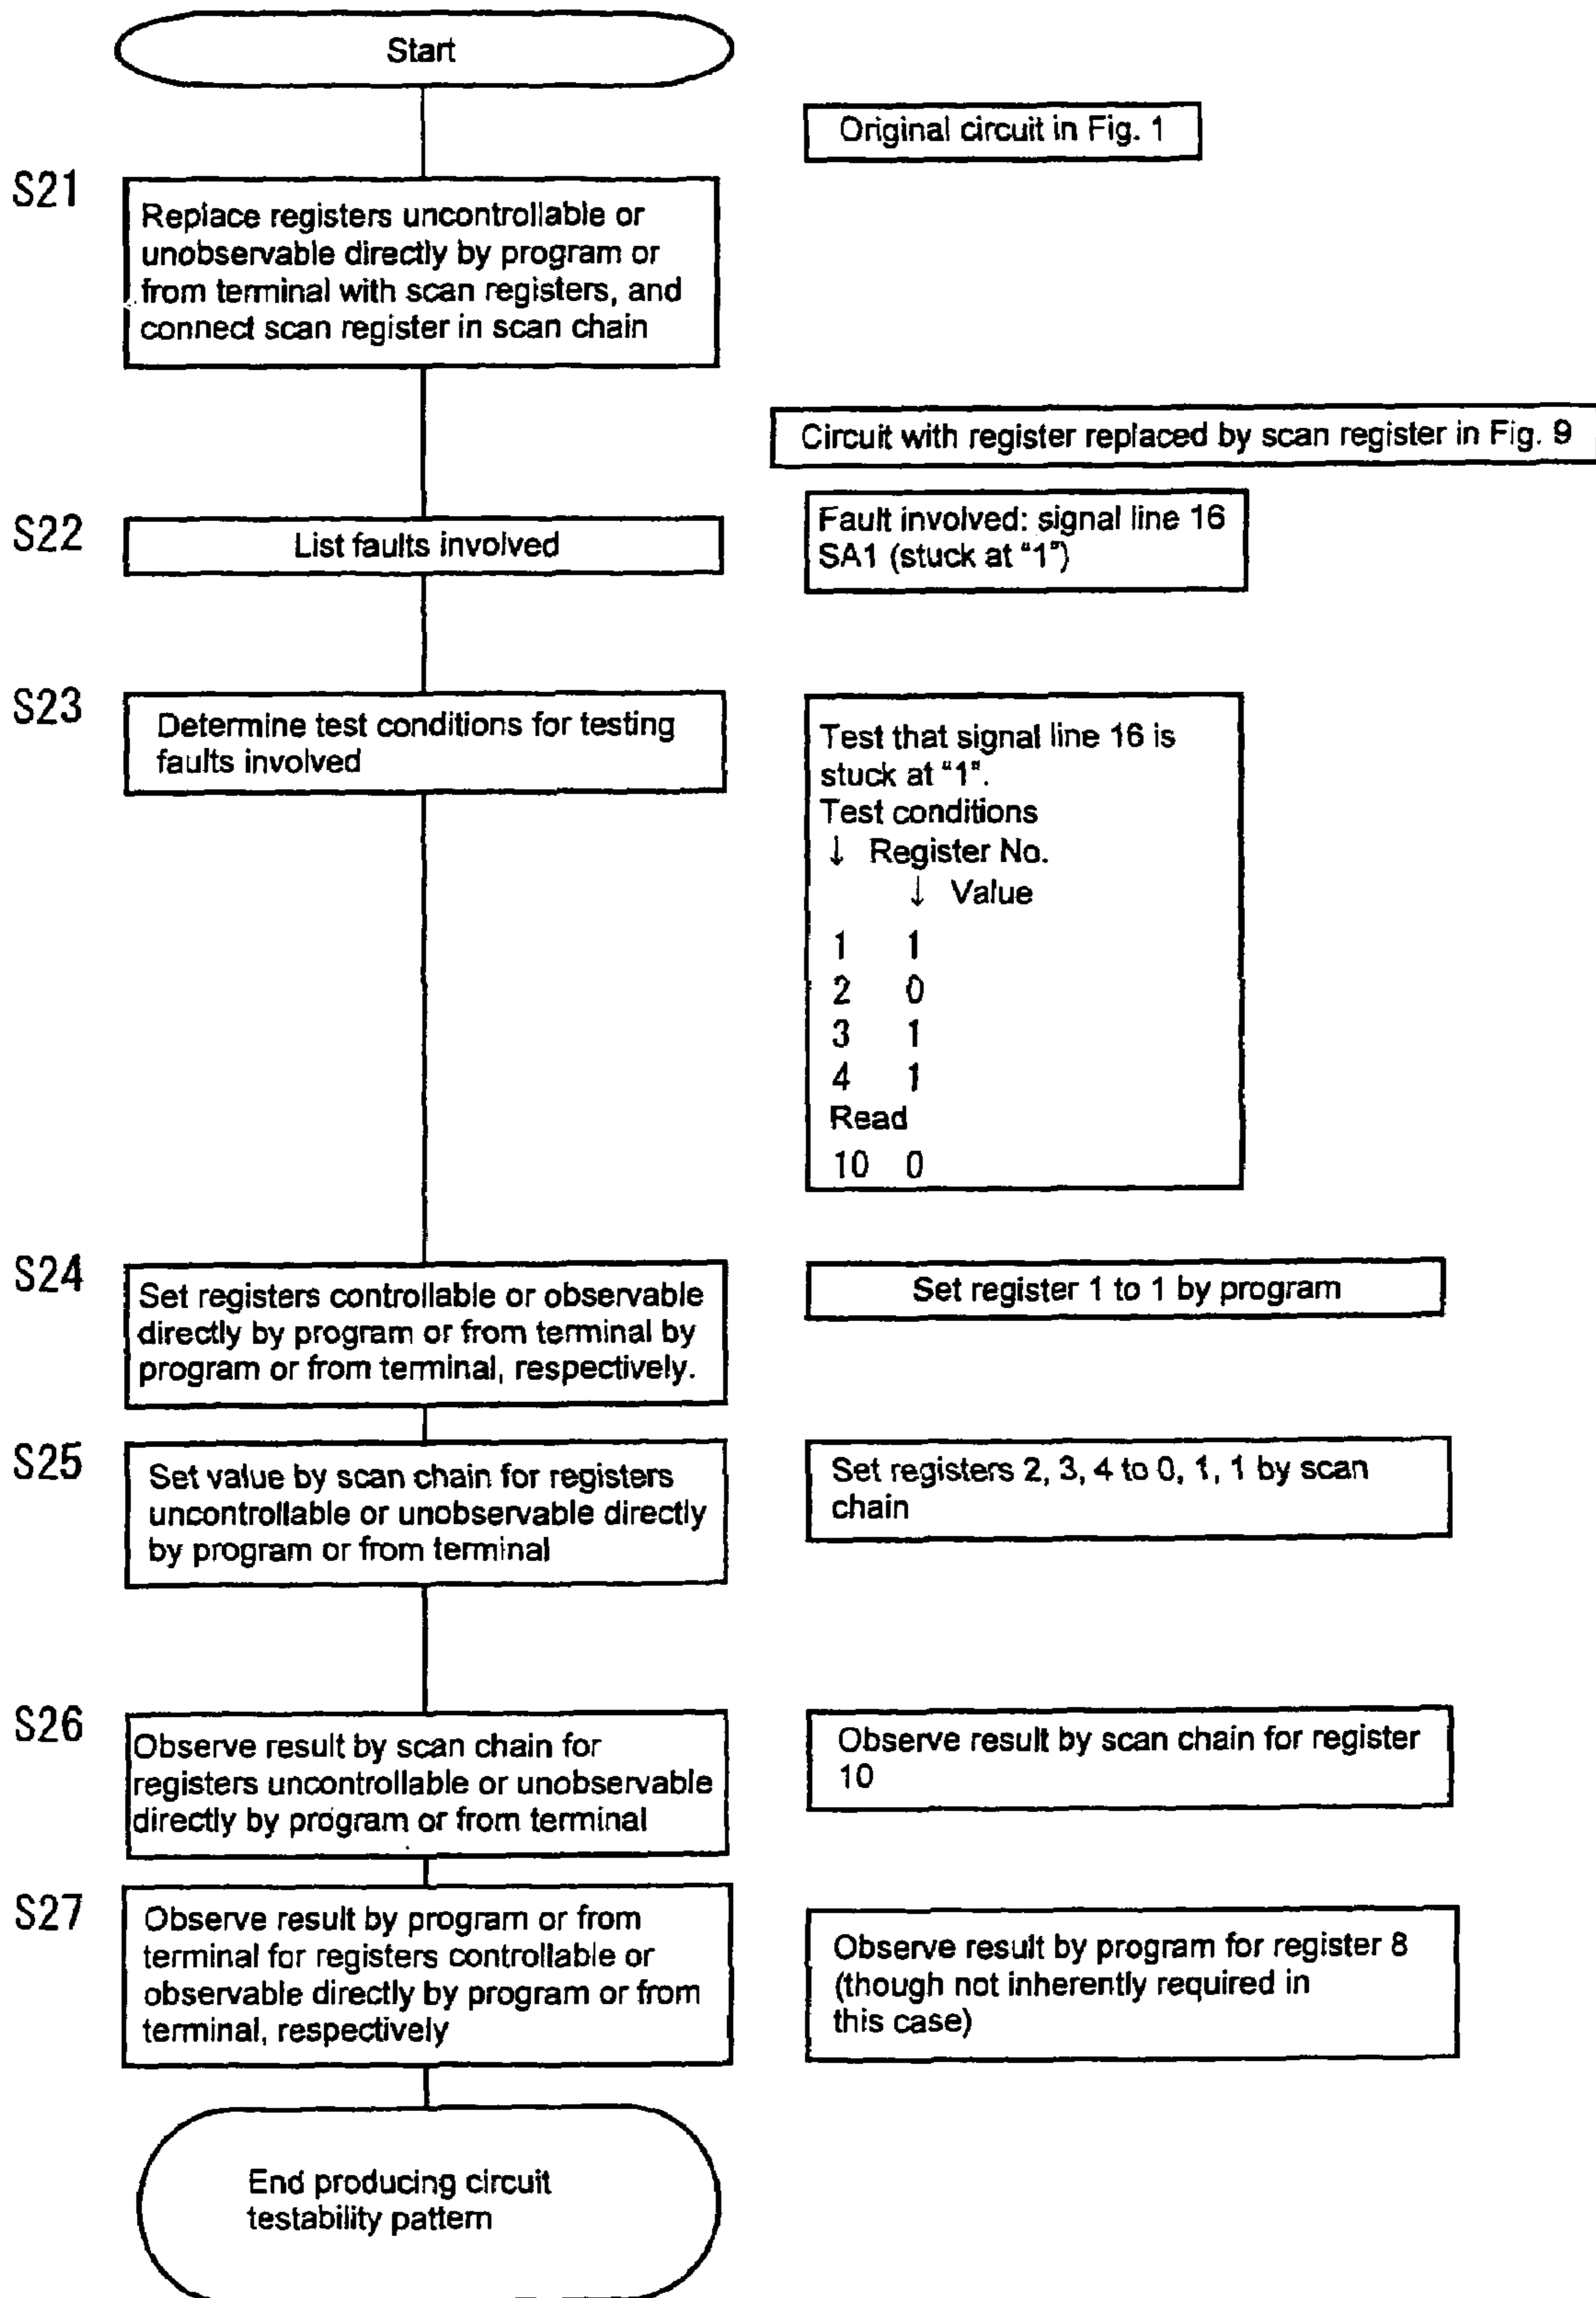 Start
Original circuit in Fig. 1
S21
Replace registers uncontrollable or
unobservable directly by program or
from terminal with scan registers, and
connect scan register in scan chain
Circuit with register replaced by scan register in Fig. 9
S22
List faults involved
Fault involved: signal line 16
SA1 (stuck at "1")
S23
Determine test conditions for testing
faults involved
Test that signal line 16 is
stuck at "1".
Test conditions
↓ Register No.
↓ Value
1 1
2 0
3 1
4 1
Read
10 0
S24
Set registers controllable or observable
directly by program or from terminal by
program or from terminal, respectively.
Set register 1 to 1 by program
S25
Set value by scan chain for registers
uncontrollable or unobservable directly
by program or from terminal
Set registers 2, 3, 4 to 0, 1, 1 by scan
chain
S26
Observe result by scan chain for
registers uncontrollable or unobservable
directly by program or from terminal
Observe result by scan chain for register
10
S27
Observe result by program or from
terminal for registers controllable or
observable directly by program or from
terminal, respectively
Observe result by program for register 8
(though not inherently required in
this case)
End producing circuit
testability pattern